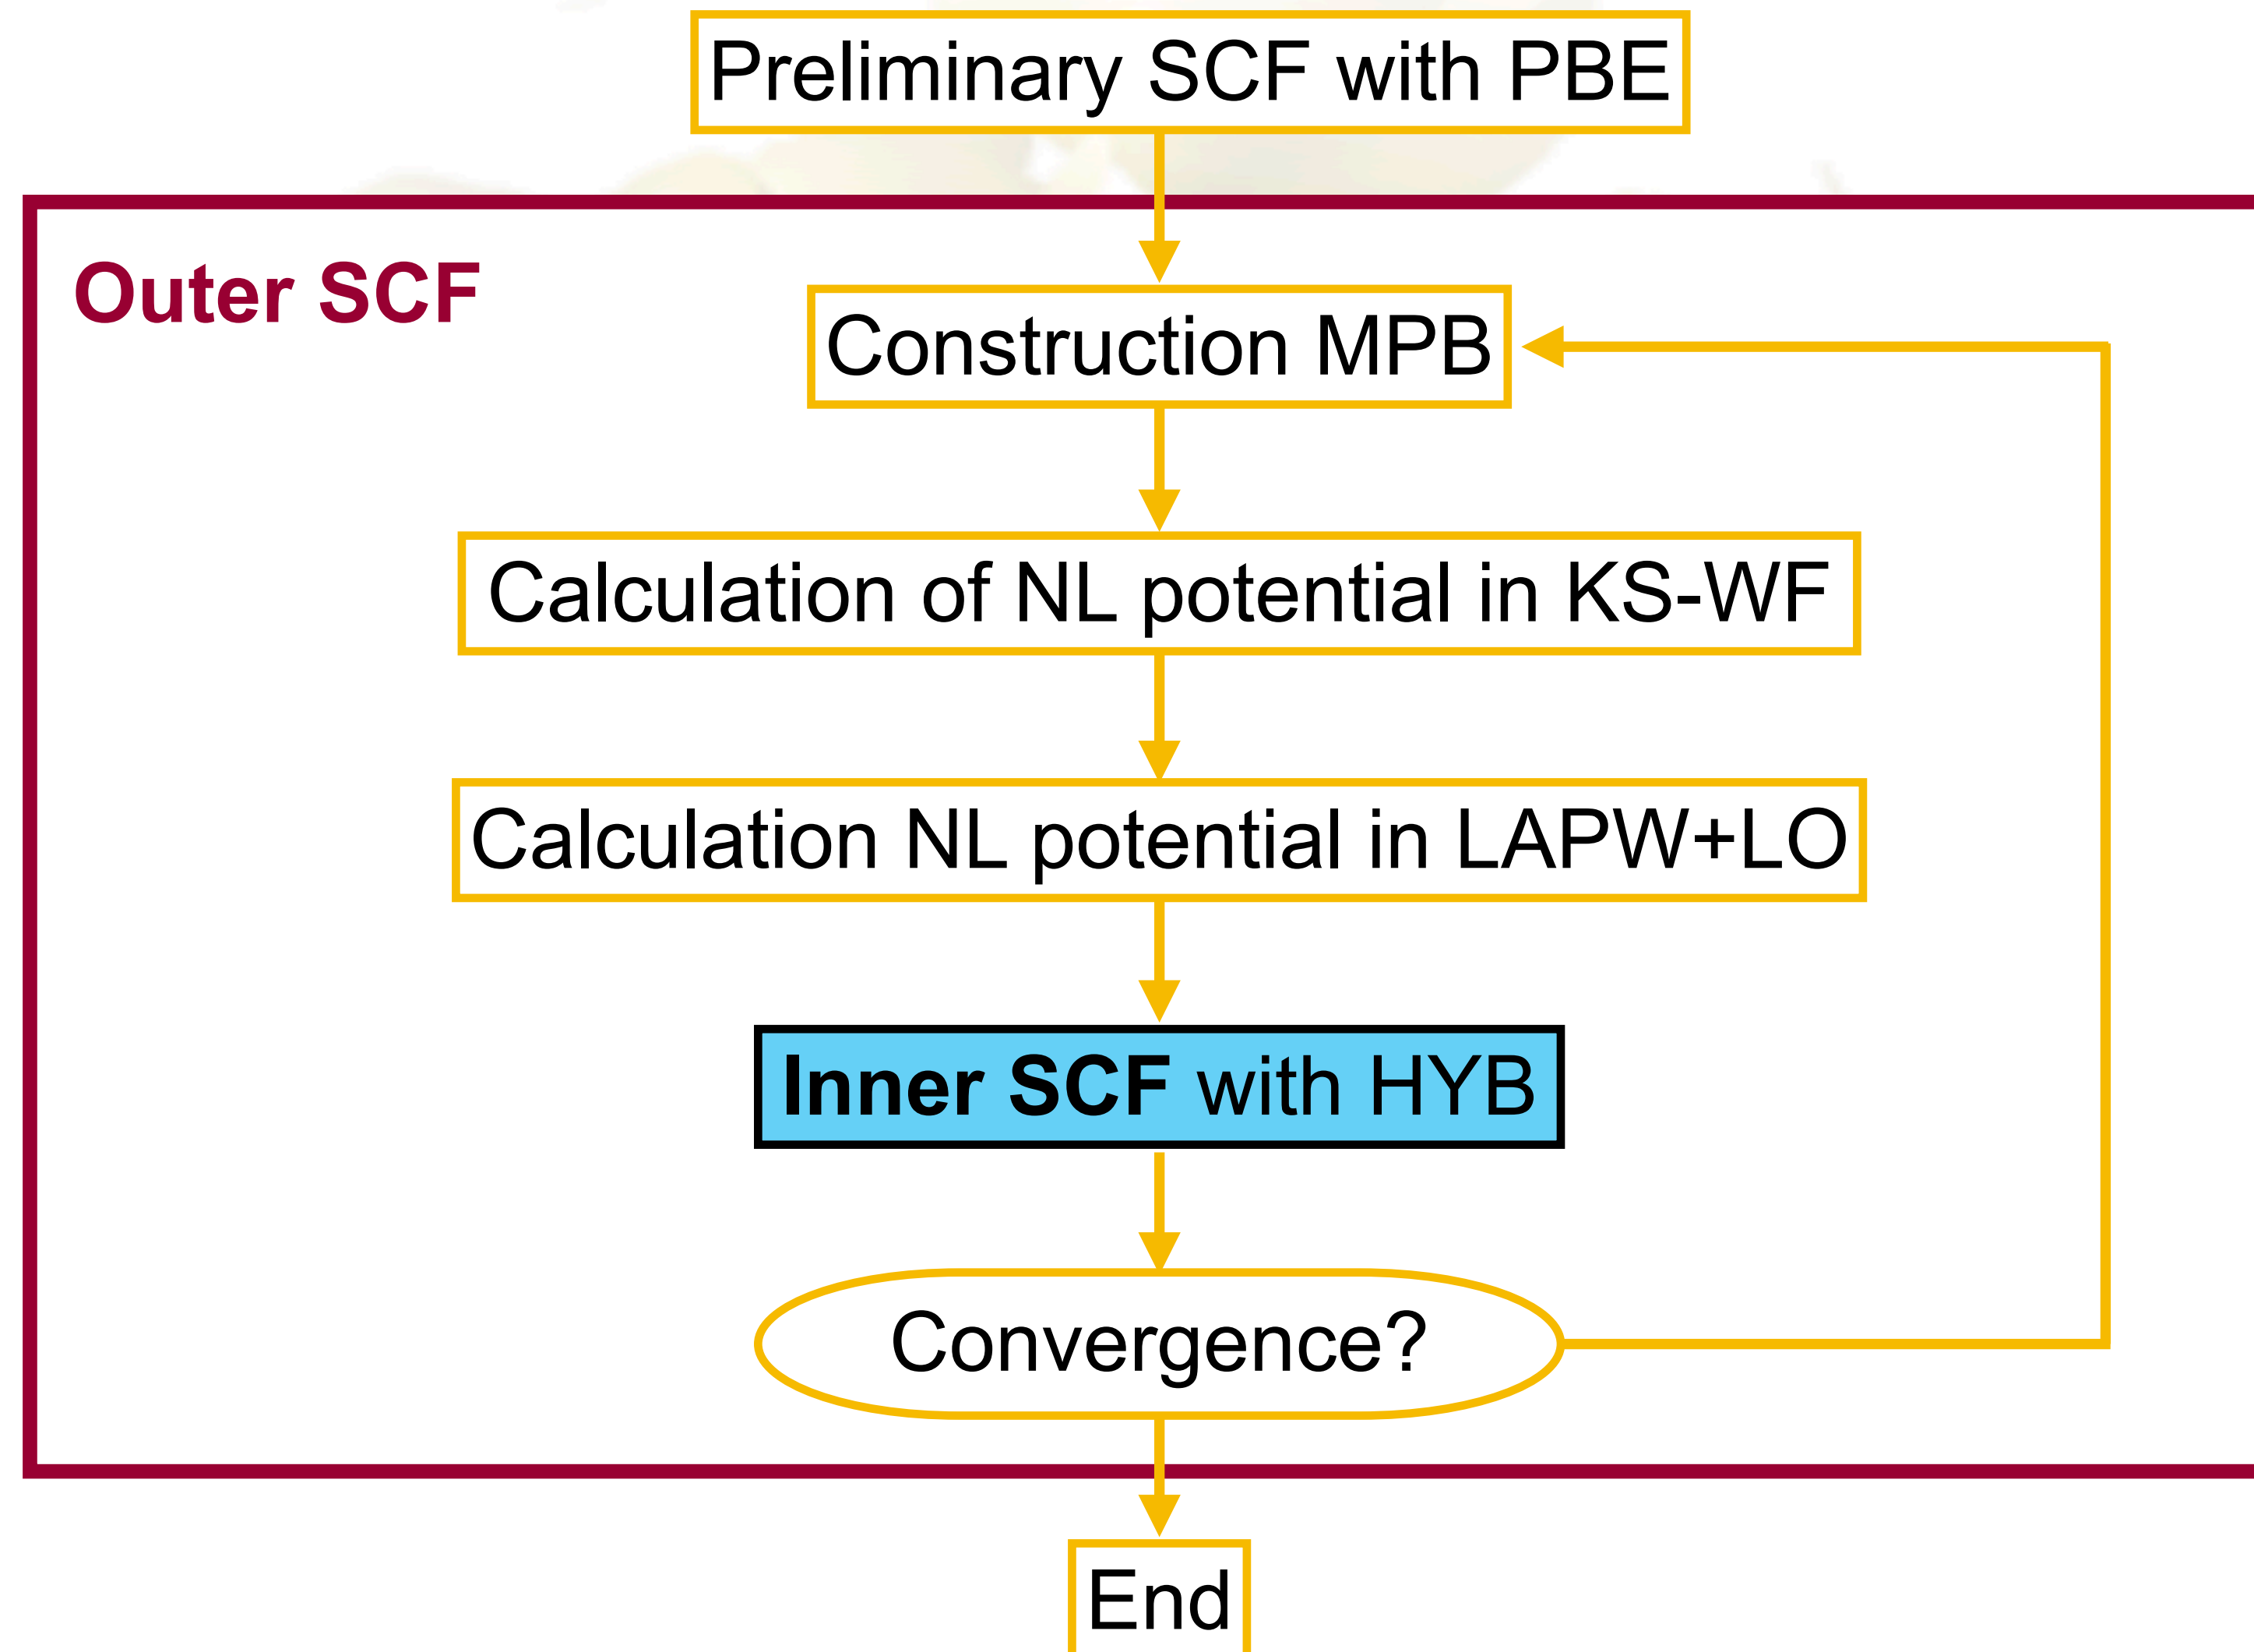 Preliminary SCF with PBE
Outer SCF
Construction MPB
Calculation of NL potential in KS-WF
Calculation NL potential in LAPW+LO
Inner SCF with HYB
Convergence?
End